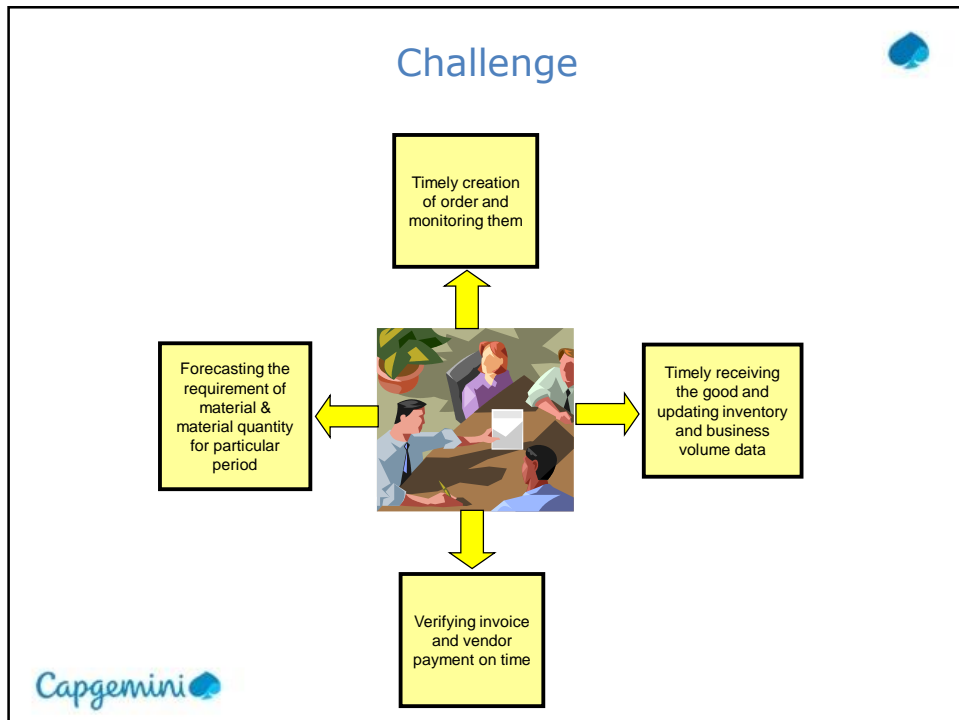 Challenge
Timely creation
of order and
monitoring them
Forecasting the
requirement of
material &
material quantity
for particular
period
Timely receiving
the good and
updating inventory
and business
volume data
Verifying invoice
and vendor
payment on time
Capgemini